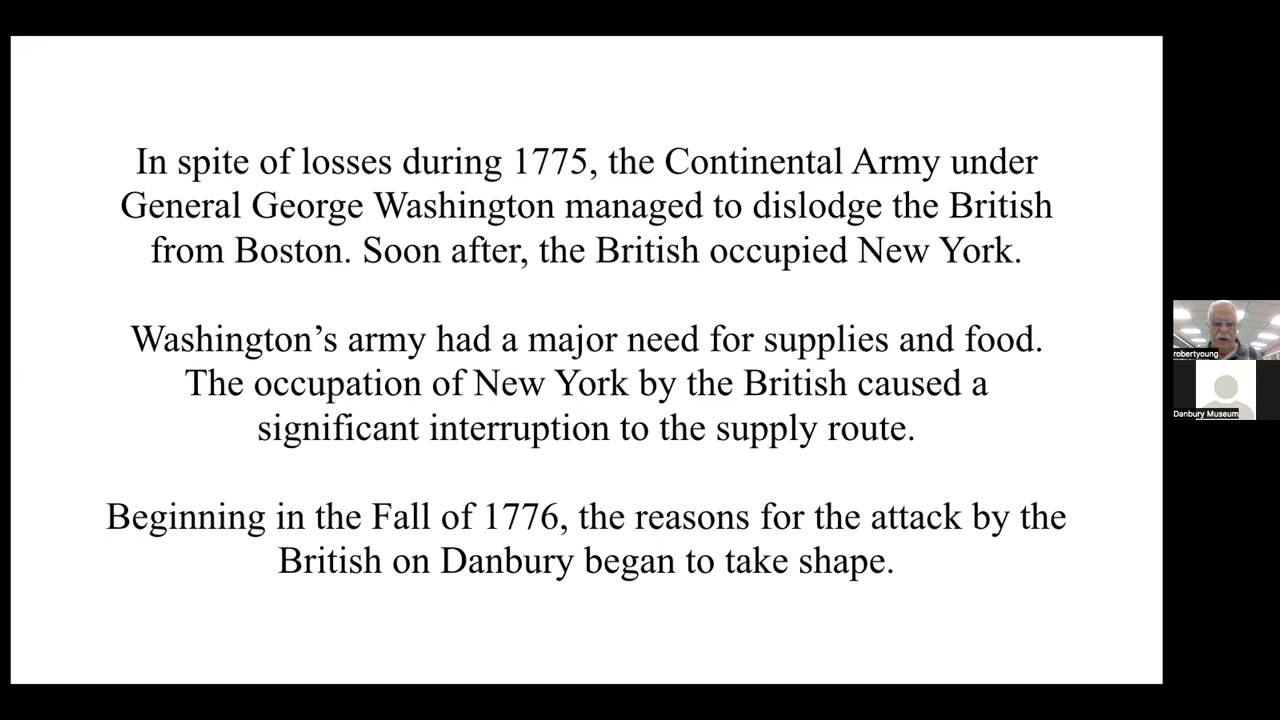 In spite of losses during 1775, the Continental Army under
General George Washington managed to dislodge the British
from Boston. Soon after, the British occupied New York.
Washington’s army had a major need for supplies and food.
The occupation of New York by the British caused a
significant interruption to the supply route.
Beginning in the Fall of 1776, the reasons for the attack by the
British on Danbury began to take shape.
robertyoung
Danbury Museum